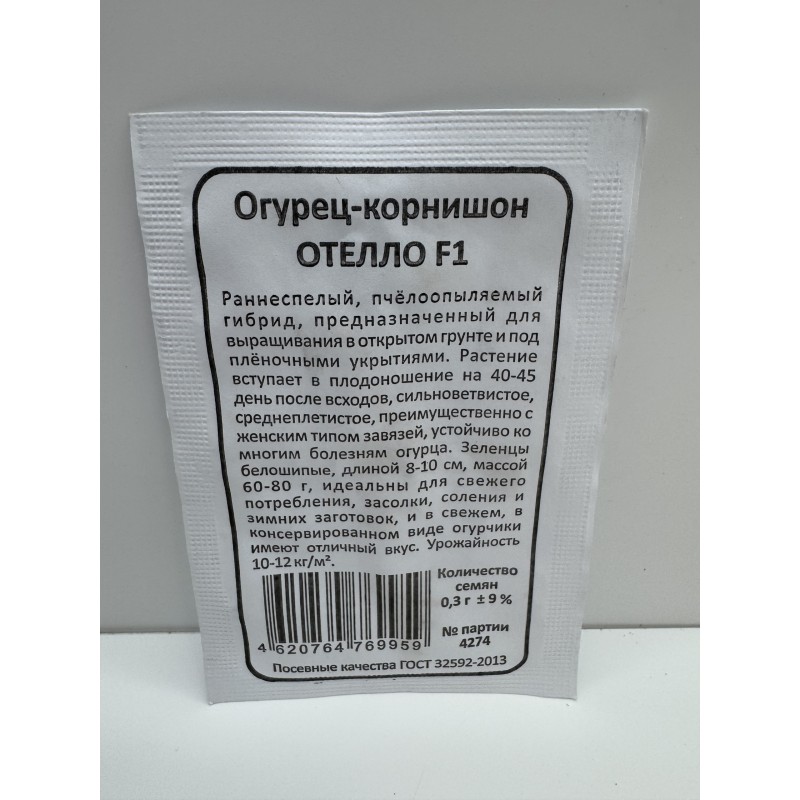 Огурец-корнишон
ОТЕЛЛО F1
Раннеспелый, пчёлоопыляемый
гибрид, предназначенный для
выращивания в открытом грунте и под
плёночными укрытиями. Растение
вступает в плодоношение на 40-45
день после всходов, сильноветвистое,
среднеплетистое, преимущественно с
женским типом завязей, устойчиво ко
многим болезням огурца. Зеленцы
белошипые, длиной 8-10 см, массой
60-80 г, идеальны для свежего
потребления, засолки, соления и
зимних заготовок, и в свежем, в
консервированном виде огурчики
имеют отличный вкус. Урожайность
10-12 кг/м².
Количество
семян
0,3 г ± 9 %
№ партии
4274
4 620764 769959
Посевные качества ГОСТ 32592-2013